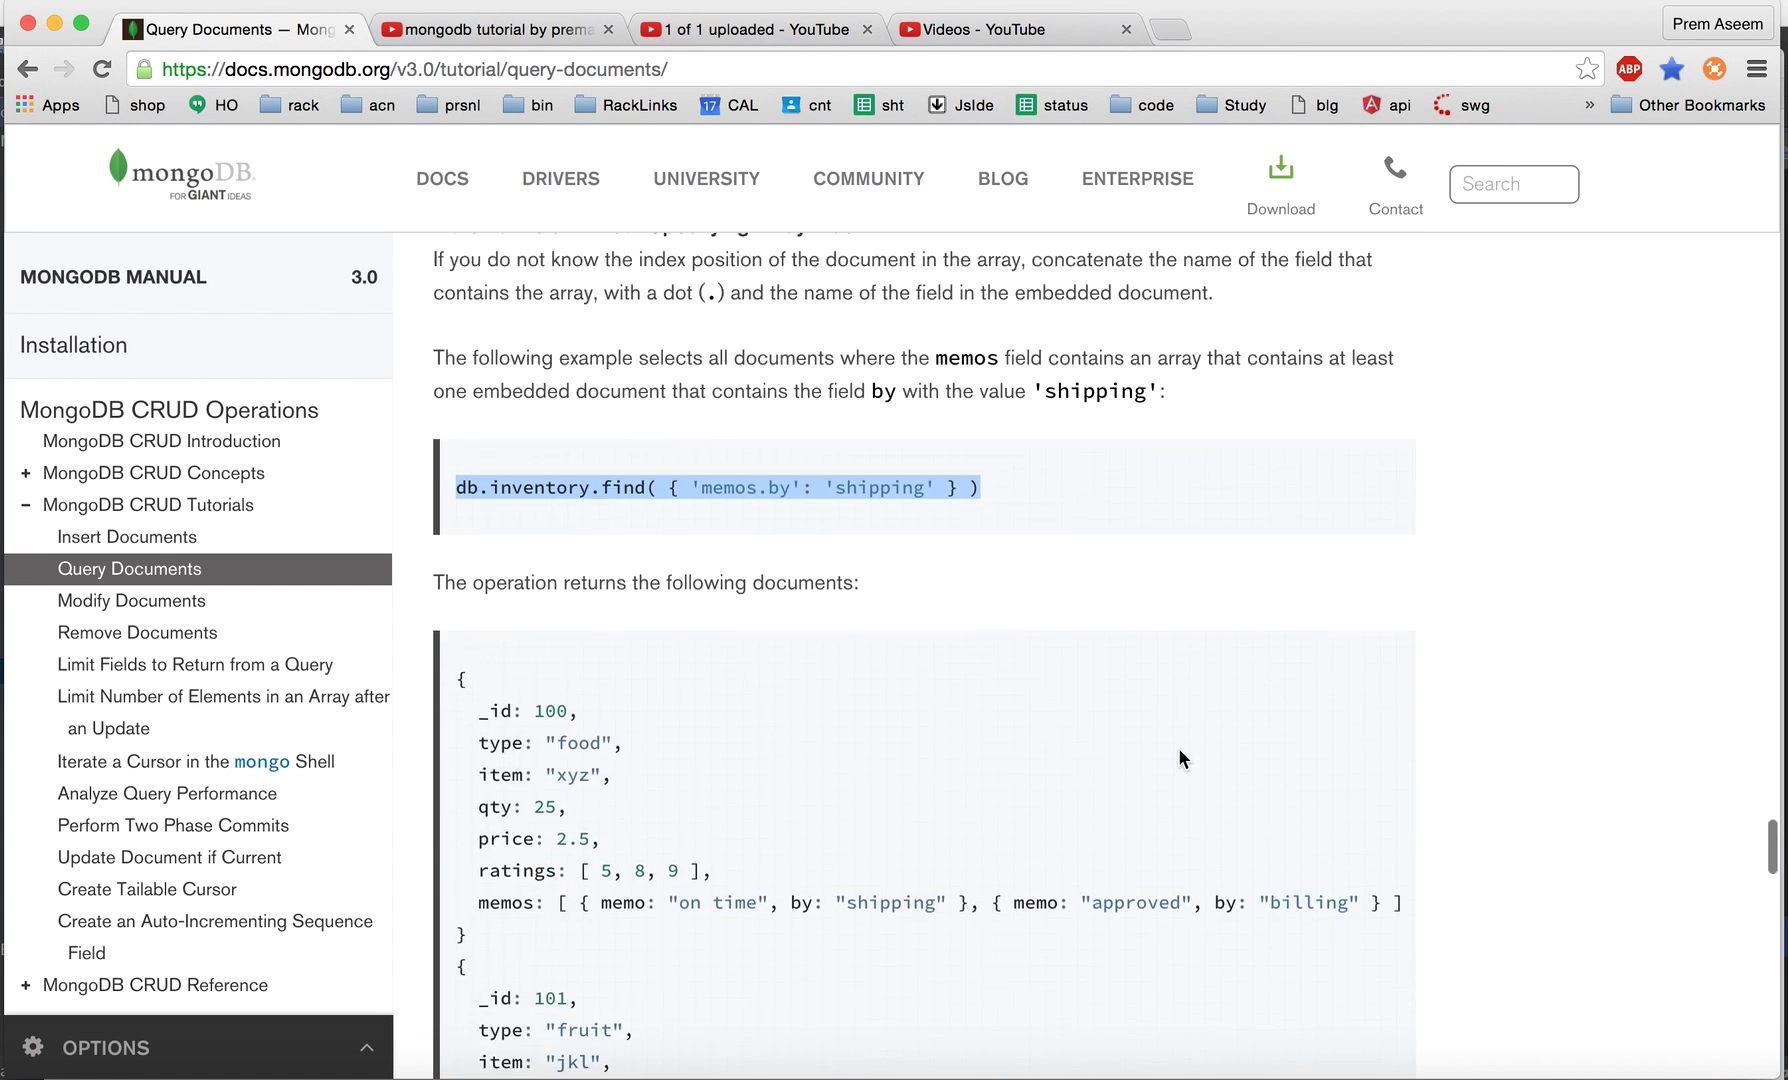 Query Documents — Mong
mongodb tutorial by prema
1 of 1 uploaded - YouTube
Videos - YouTube
Prem Aseem
https://docs.mongodb.org/v3.0/tutorial/query-documents/
ABP
Apps
shop
HO
rack
acn
prsnl
bin
RackLinks
17 CAL
cnt
sht
Jslde
status
code
Study
blg
api
swg
»
Other Bookmarks
mongoDB.
FOR GIANT IDEAS
DOCS
DRIVERS
UNIVERSITY
COMMUNITY
BLOG
ENTERPRISE
Download
Contact
Search
MONGODB MANUAL 3.0
Installation
MongoDB CRUD Operations
MongoDB CRUD Introduction
+ MongoDB CRUD Concepts
− MongoDB CRUD Tutorials
Insert Documents
Query Documents
Modify Documents
Remove Documents
Limit Fields to Return from a Query
Limit Number of Elements in an Array after
an Update
Iterate a Cursor in the mongo Shell
Analyze Query Performance
Perform Two Phase Commits
Update Document if Current
Create Tailable Cursor
Create an Auto-Incrementing Sequence
Field
+ MongoDB CRUD Reference
OPTIONS
If you do not know the index position of the document in the array, concatenate the name of the field that
contains the array, with a dot (.) and the name of the field in the embedded document.
The following example selects all documents where the memos field contains an array that contains at least
one embedded document that contains the field by with the value 'shipping':
db.inventory.find( { 'memos.by': 'shipping' } )
The operation returns the following documents:
{
_id: 100,
type: "food",
item: "xyz",
qty: 25,
price: 2.5,
ratings: [ 5, 8, 9 ],
memos: [ { memo: "on time", by: "shipping" }, { memo: "approved", by: "billing" } ]
}
{
_id: 101,
type: "fruit",
item: "jkl",